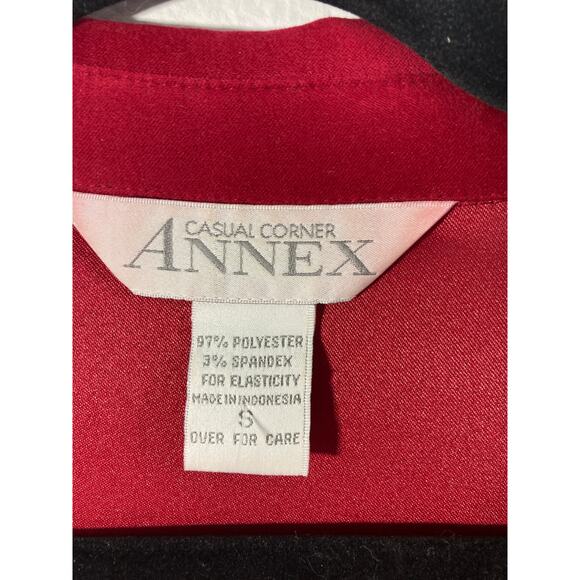 CASUAL CORNER
ANNEX
97% POLYESTER
3% SPANDEX
FOR ELASTICITY
MADE IN INDONESIA
S
OVER FOR CARE